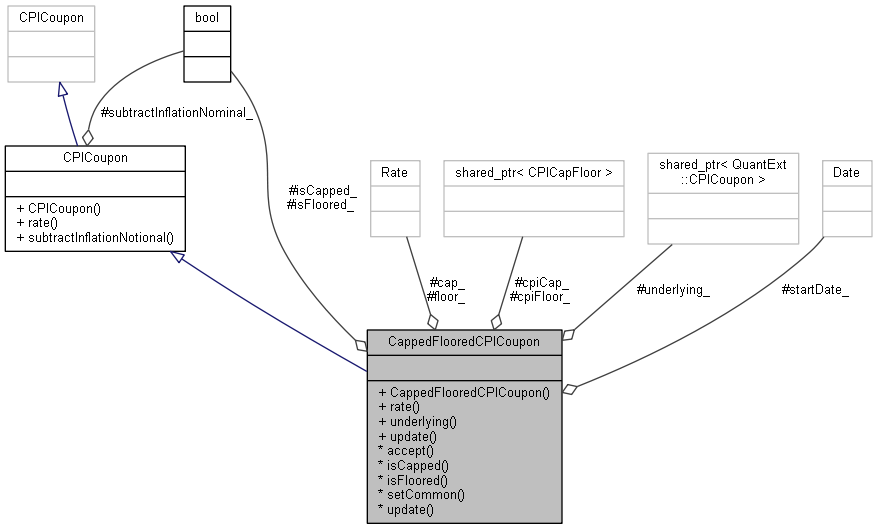 CPICoupon
bool
#subtractInflationNominal_
CPICoupon
+ CPICoupon()
+ rate()
+ subtractInflationNotional()
#isCapped_
#isFloored_
Rate
shared_ptr< CPICapFloor >
shared_ptr< QuantExt
::CPICoupon >
Date
#cap_
#floor_
#cpiCap_
#cpiFloor_
#underlying_
#startDate_
CappedFlooredCPICoupon
+ CappedFlooredCPICoupon()
+ rate()
+ underlying()
+ update()
* accept()
* isCapped()
* isFloored()
* setCommon()
* update()